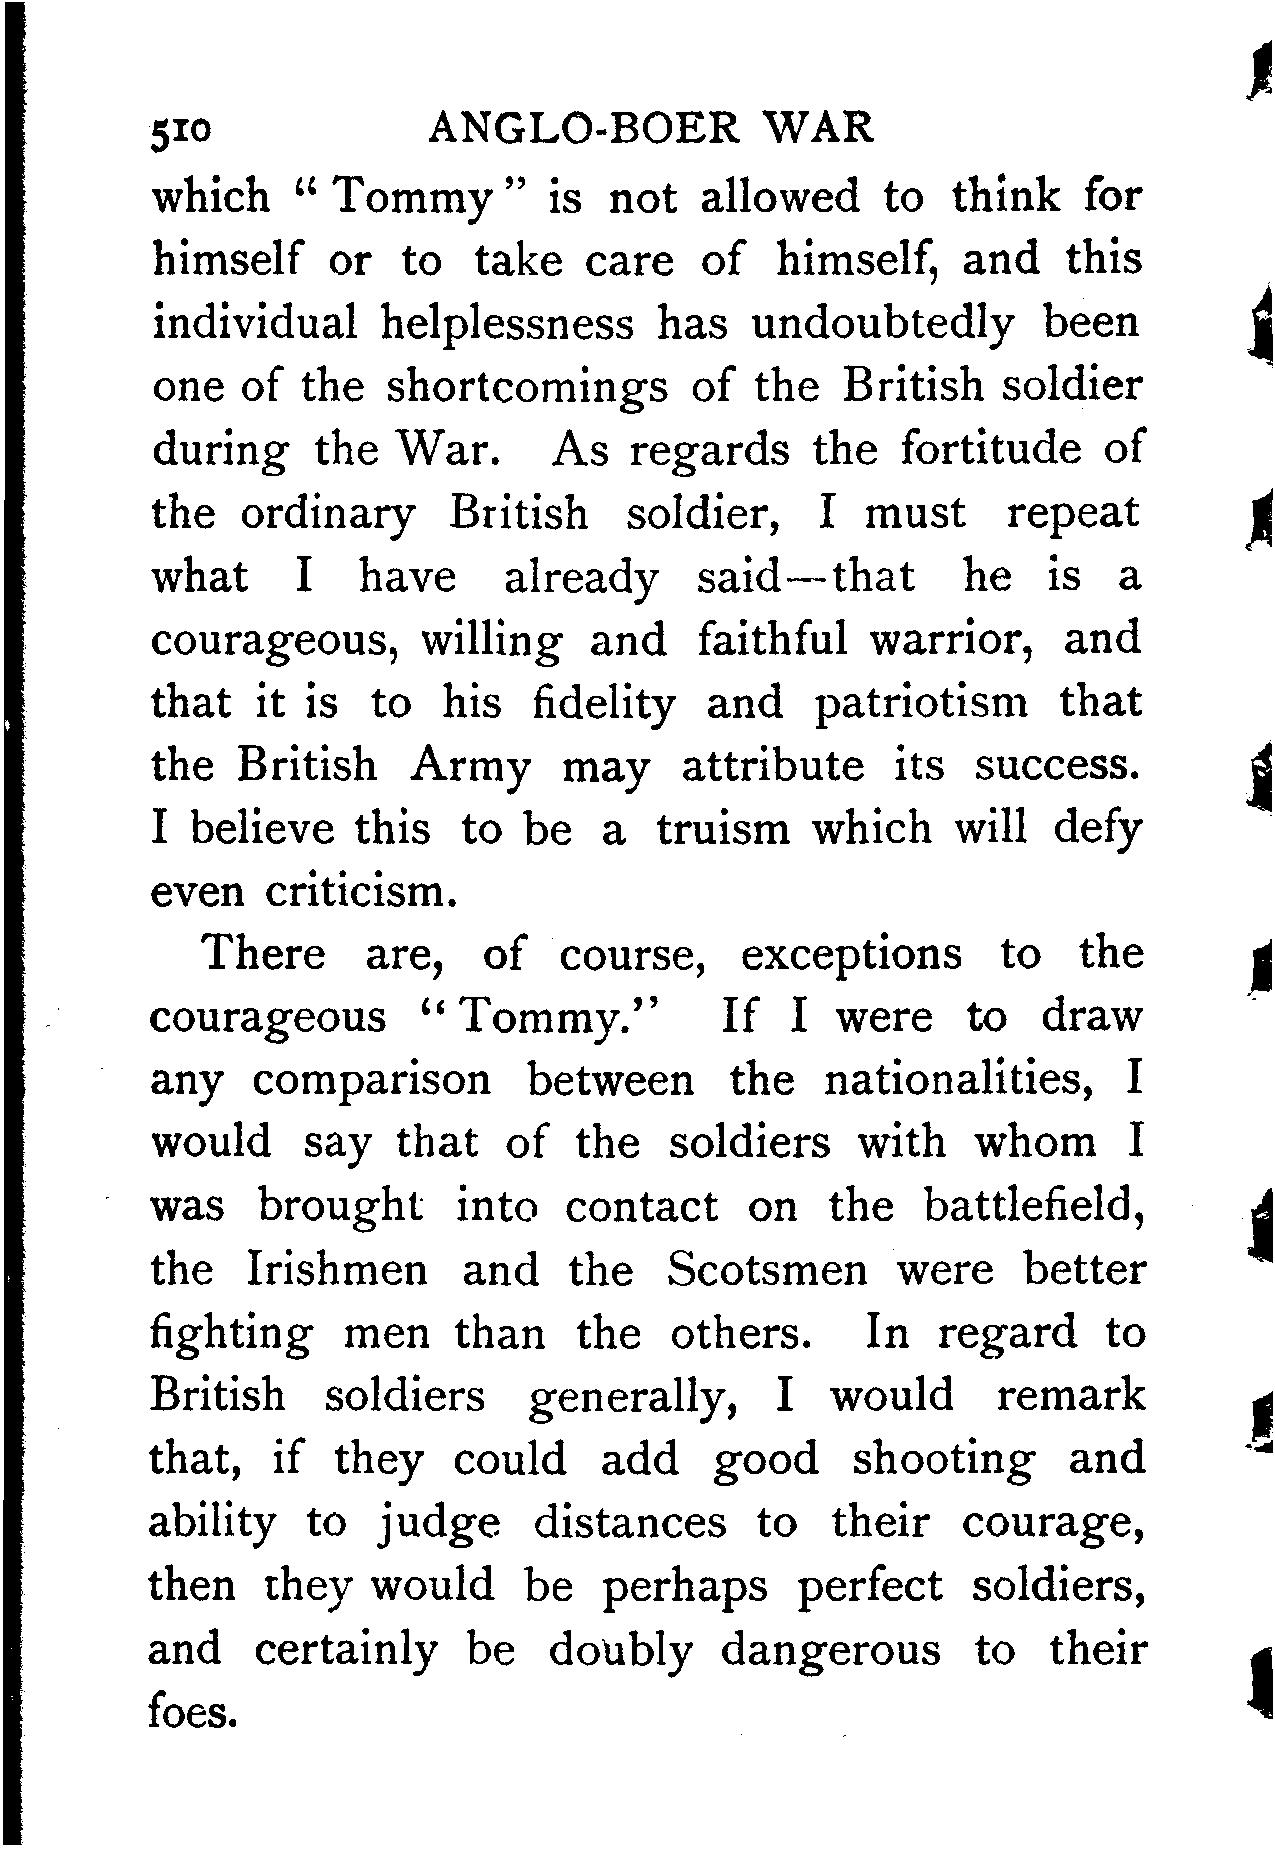 510 ANGLO-BOER WAR
which " Tommy " is not allowed to think for
himself or to take care of himself, and this
individual helplessness has undoubtedly been
one of the shortcomings of the British soldier
during the War. As regards the fortitude of
the ordinary British soldier, I must repeat
what I have already said—that he is a
courageous, willing and faithful warrior, and
that it is to his fidelity and patriotism that
the British Army may attribute its success.
I believe this to be a truism which will defy
even criticism.
There are, of course, exceptions to the
courageous " Tommy." If I were to draw
any comparison between the nationalities, I
would say that of the soldiers with whom I
was brought into contact on the battlefield,
the Irishmen and the Scotsmen were better
fighting men than the others. In regard to
British soldiers generally, I would remark
that, if they could add good shooting and
ability to judge distances to their courage,
then they would be perhaps perfect soldiers,
and certainly be doubly dangerous to their
foes.